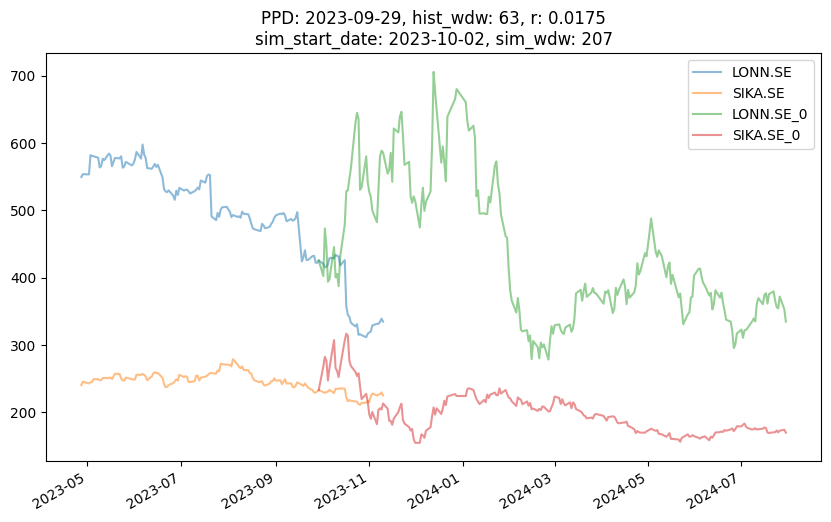 PPD: 2023-09-29, hist_wdw: 63, r: 0.0175
sim_start_date: 2023-10-02, sim_wdw: 207
LONN.SE
SIKA.SE
LONN.SE_0
SIKA.SE_0
700
600
500
400
300
200
2023-05
2023-07
2023-09
2023-11
2024-01
2024-03
2024-05
2024-07